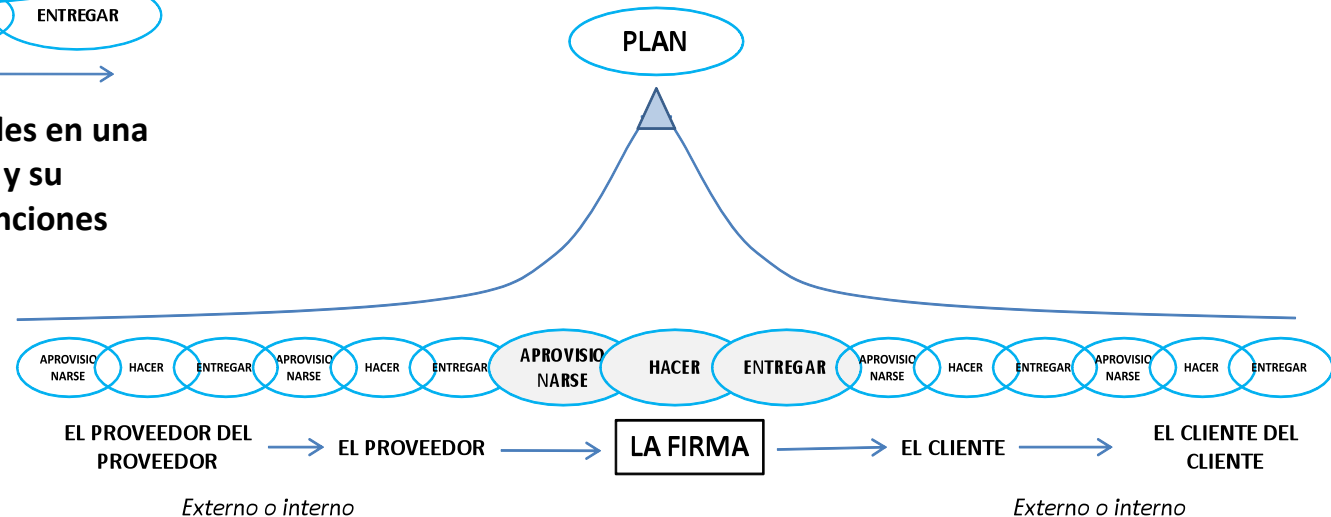 ENTREGAR
PLAN
les en una
y su
nciones
APROVISIO
NARSE
HACER
ENTREGAR
APROVISIO
NARSE
HACER
ENTREGAR
APROVISIO
NARSE
HACER
ENTREGAR
APROVISIO
NARSE
HACER
ENTREGAR
APROVISIO
NARSE
HACER
ENTREGAR
EL PROVEEDOR DEL
PROVEEDOR
EL PROVEEDOR
LA FIRMA
EL CLIENTE
EL CLIENTE DEL
CLIENTE
Externo o interno
Externo o interno